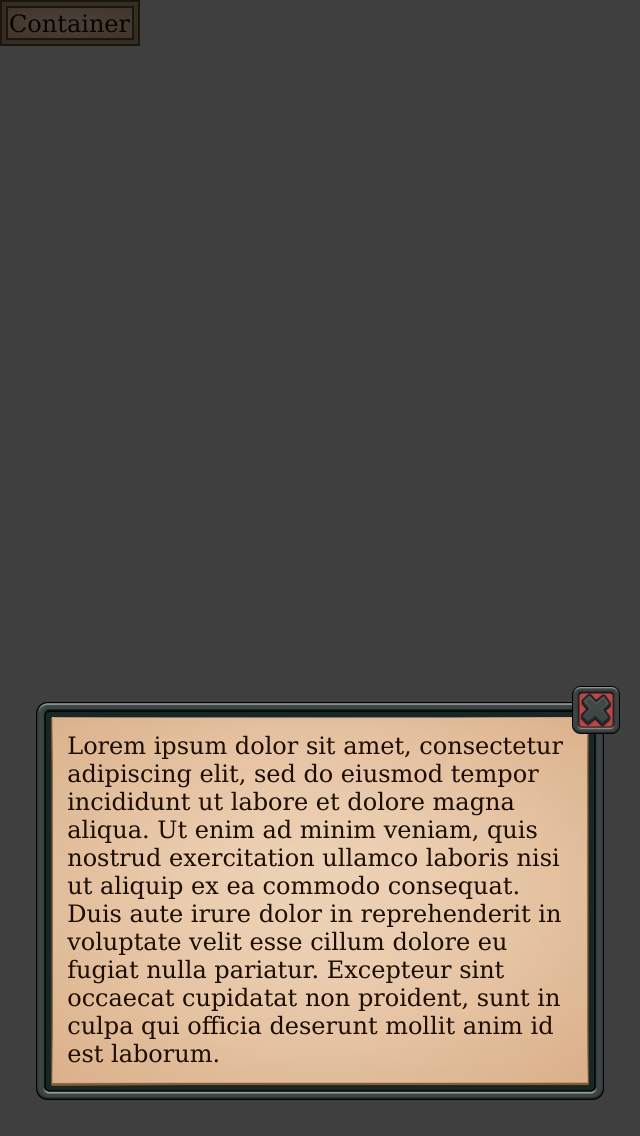 Container
Lorem ipsum dolor sit amet, consectetur
adipiscing elit, sed do eiusmod tempor
incididunt ut labore et dolore magna
aliqua. Ut enim ad minim veniam, quis
nostrud exercitation ullamco laboris nisi
ut aliquip ex ea commodo consequat.
Duis aute irure dolor in reprehenderit in
voluptate velit esse cillum dolore eu
fugiat nulla pariatur. Excepteur sint
occaecat cupidatat non proident, sunt in
culpa qui officia deserunt mollit anim id
est laborum.